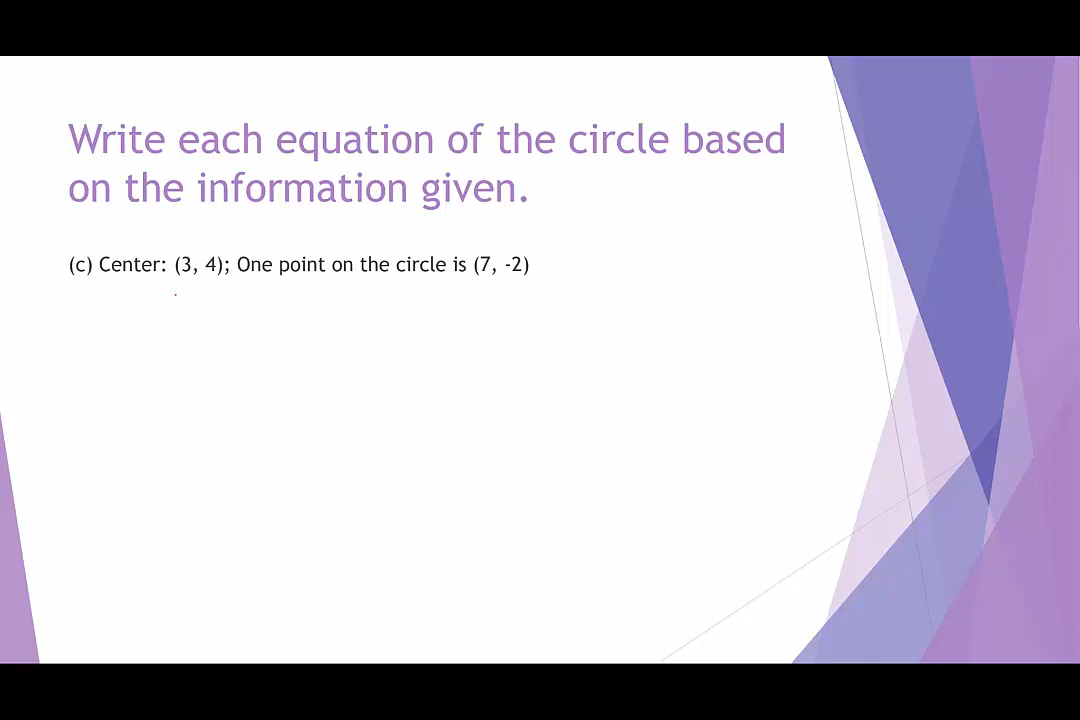 Write each equation of the circle based
on the information given.
(c) Center: (3, 4); One point on the circle is (7, -2)